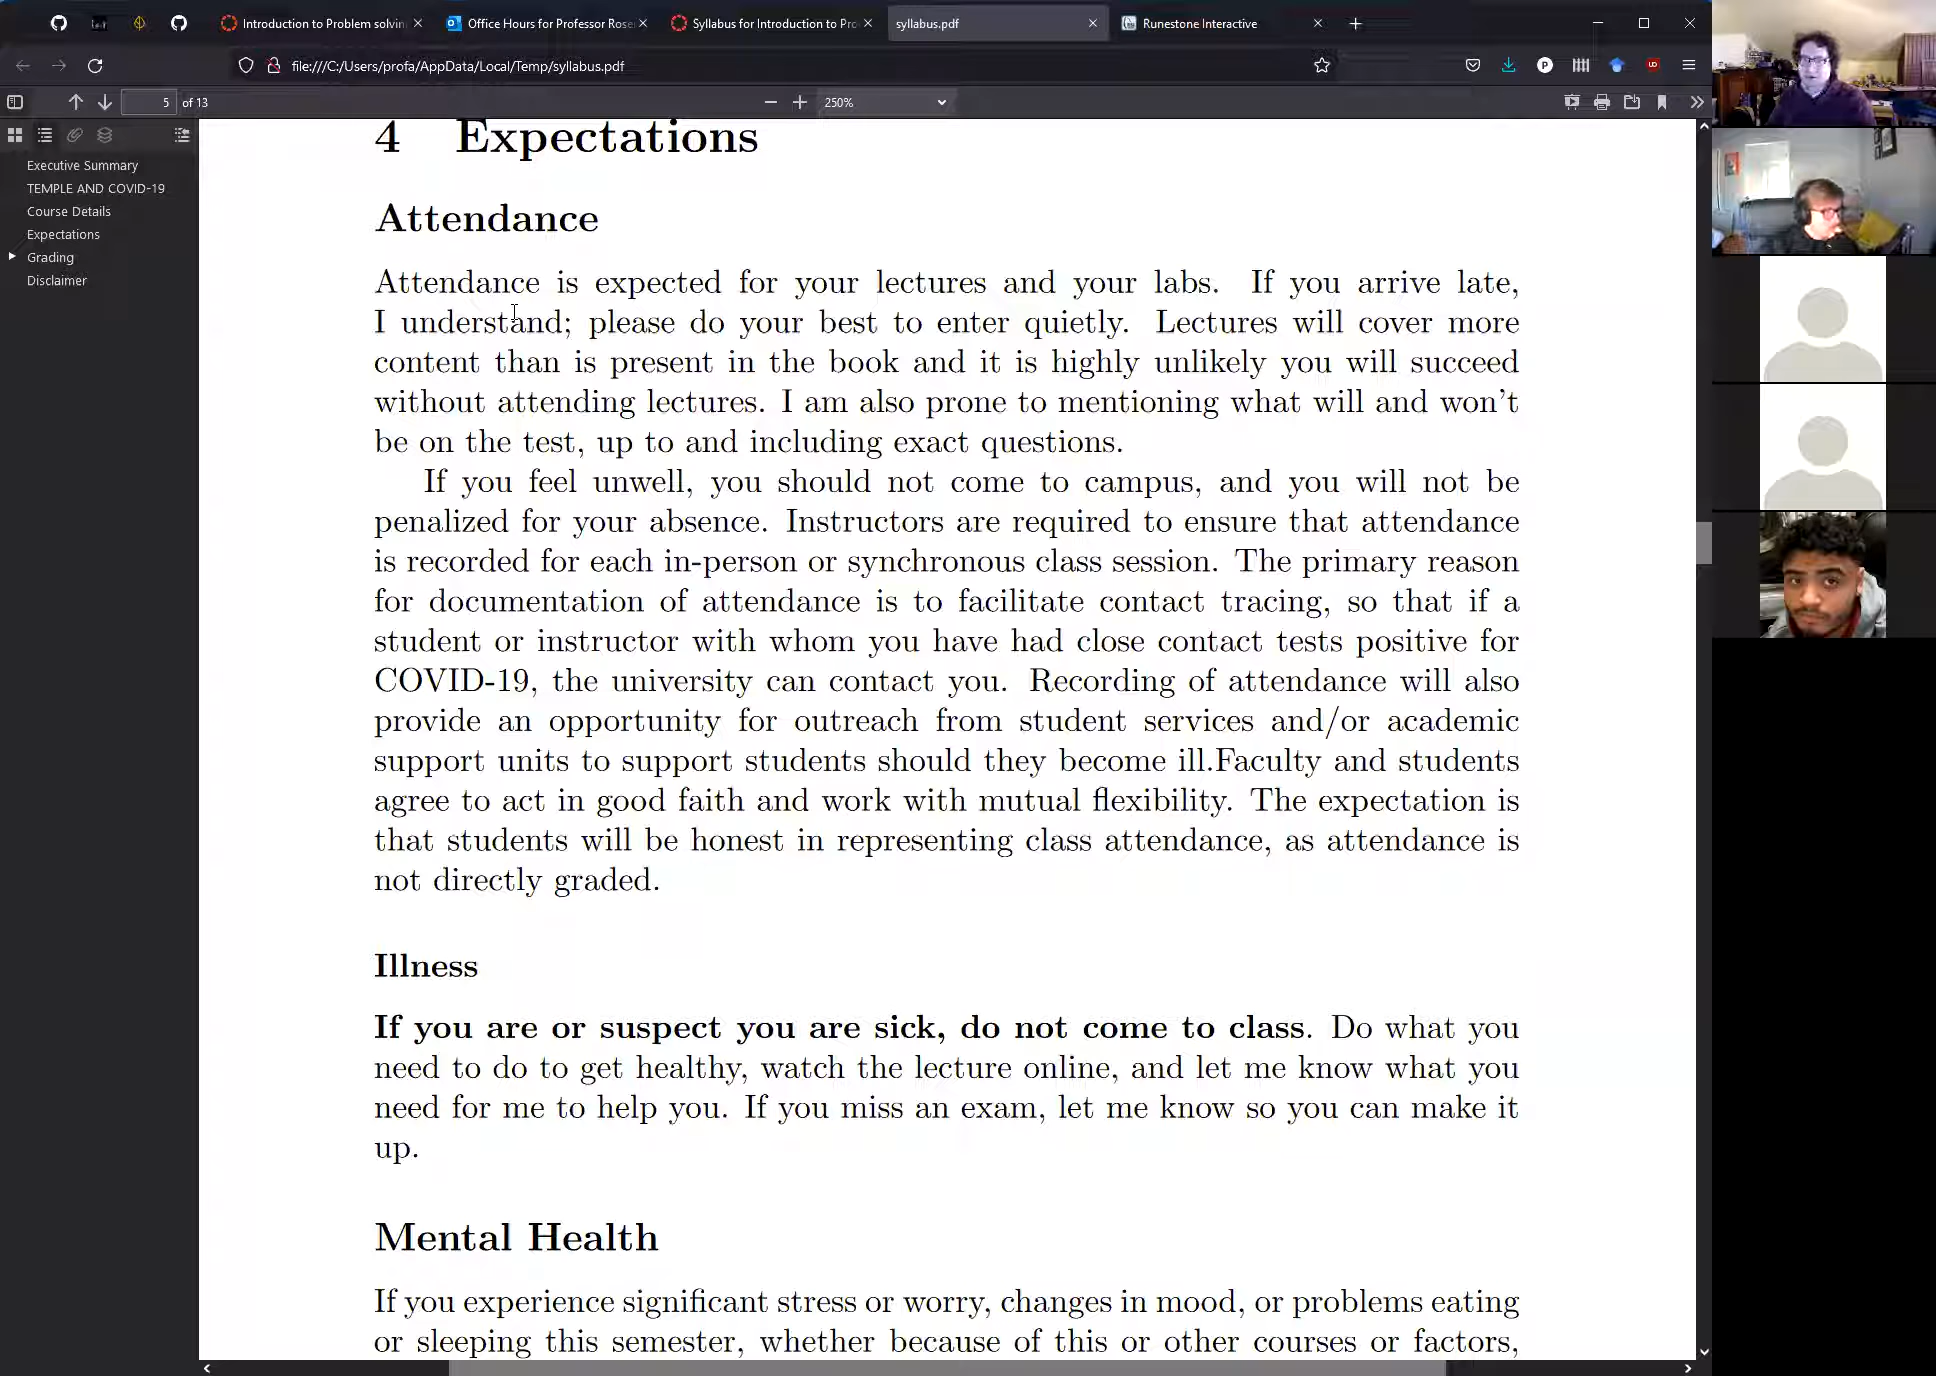 Introduction to Problem solvin
Office Hours for Professor Rose
Syllabus for Introduction to Pro
syllabus.pdf
Runestone Interactive
file:///C:/Users/profa/AppData/Local/Temp/syllabus.pdf
5 of 13
250%
Executive Summary
TEMPLE AND COVID-19
Course Details
Expectations
Grading
Disclaimer
4 Expectations
Attendance
Attendance is expected for your lectures and your labs. If you arrive late,
I understand; please do your best to enter quietly. Lectures will cover more
content than is present in the book and it is highly unlikely you will succeed
without attending lectures. I am also prone to mentioning what will and won't
be on the test, up to and including exact questions.
If you feel unwell, you should not come to campus, and you will not be
penalized for your absence. Instructors are required to ensure that attendance
is recorded for each in-person or synchronous class session. The primary reason
for documentation of attendance is to facilitate contact tracing, so that if a
student or instructor with whom you have had close contact tests positive for
COVID-19, the university can contact you. Recording of attendance will also
provide an opportunity for outreach from student services and/or academic
support units to support students should they become ill.Faculty and students
agree to act in good faith and work with mutual flexibility. The expectation is
that students will be honest in representing class attendance, as attendance is
not directly graded.
Illness
If you are or suspect you are sick, do not come to class. Do what you
need to do to get healthy, watch the lecture online, and let me know what you
need for me to help you. If you miss an exam, let me know so you can make it
up.
Mental Health
If you experience significant stress or worry, changes in mood, or problems eating
or sleeping this semester, whether because of this or other courses or factors,